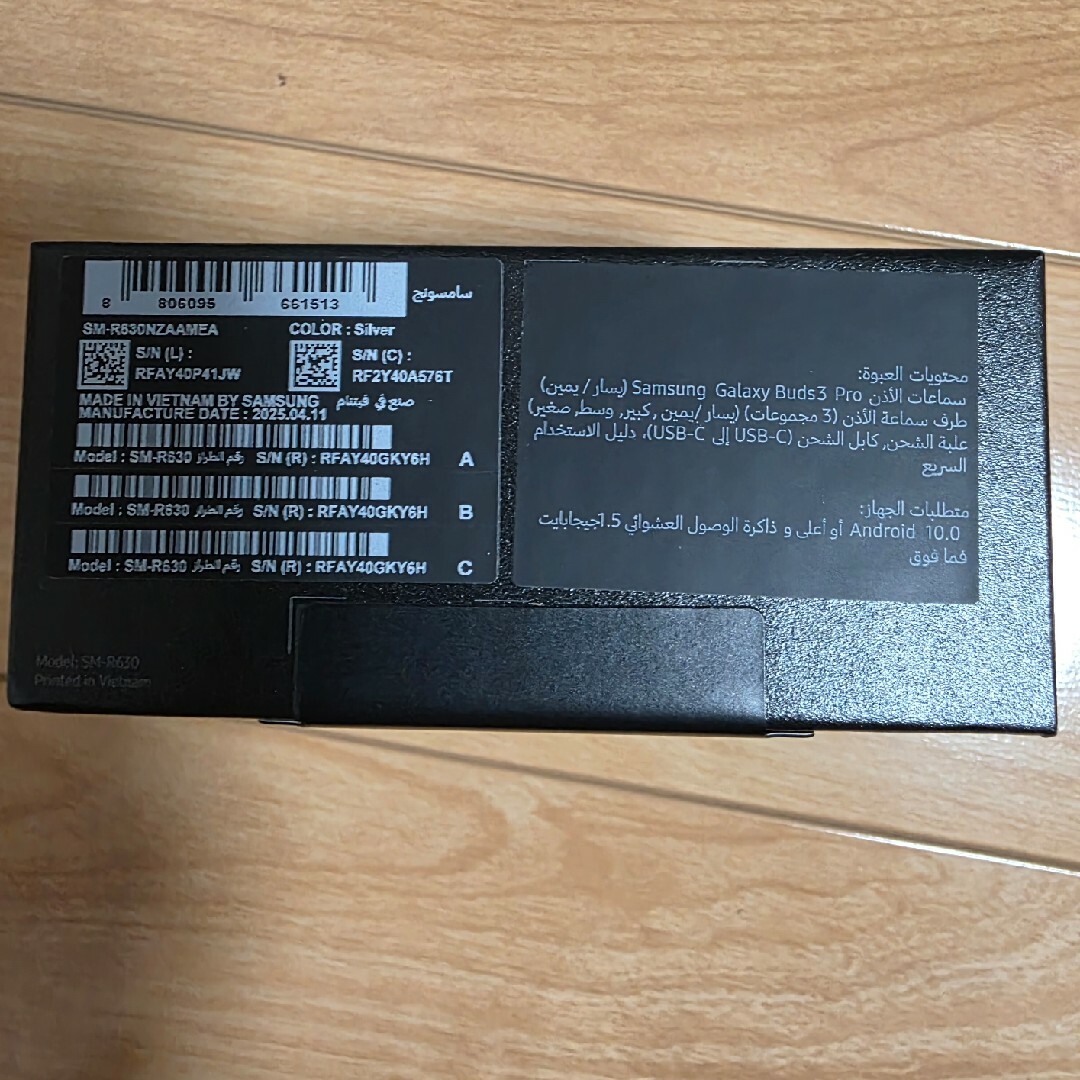 8 806095 661513
سامسونج
SM-R630NZAAMEA COLOR : Silver
S/N (L) : S/N (C) :
RFAY40P41JW RF2Y40A576T
MADE IN VIETNAM BY SAMSUNG صنع في فيتنام
MANUFACTURE DATE : 2025.04.11
Model : SM-R630 رقم الطراز S/N (R) : RFAY40GKY6H A
Model : SM-R630 رقم الطراز S/N (R) : RFAY40GKY6H B
Model : SM-R630 رقم الطراز S/N (R) : RFAY40GKY6H C
Model: SM-R630
Printed in Vietnam
محتويات العبوة:
سماعات الأذن Samsung Galaxy Buds3 Pro (يسار / يمين)
طرف سماعة الأذن (3 مجموعات) (يسار /يمين , كبير, وسط, صغير)
علبة الشحن, كابل الشحن (USB-C إلى USB-C), دليل الاستخدام
السريع
متطلبات الجهاز:
Android 10.0 أو أعلى و ذاكرة الوصول العشوائي 1.5جيجابايت
فما فوق